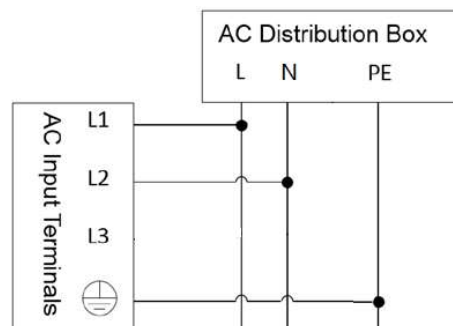 AC Distribution Box
L N PE
AC Input Terminals
L1
L2
L3